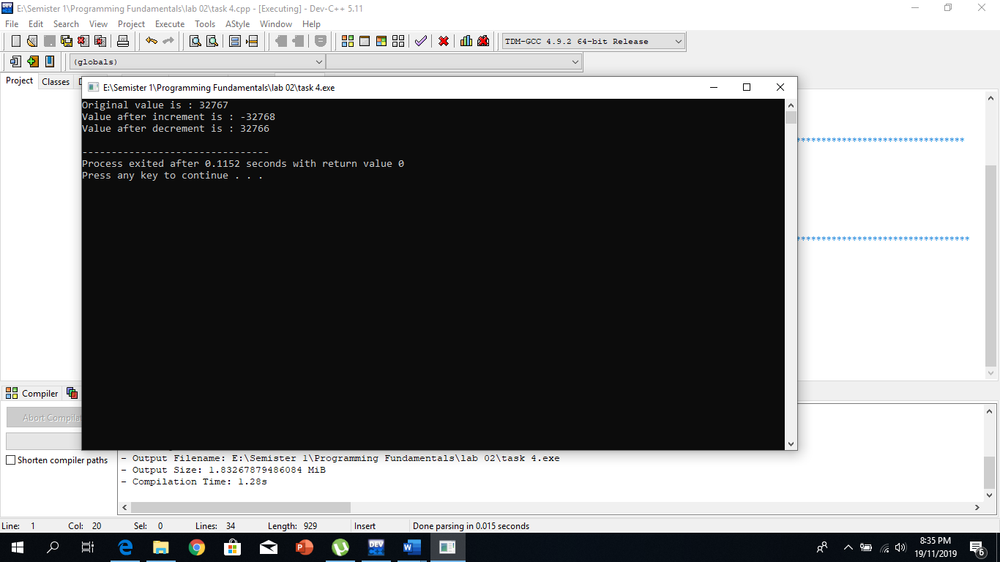 E:\Semister 1\Programming Fundamentals\lab 02\task 4.cpp - [Executing] - Dev-C++ 5.11
File Edit Search View Project Execute Tools AStyle Window Help
TDM-GCC 4.9.2 64-bit Release
(globals)
Project Classes
E:\Semister 1\Programming Fundamentals\lab 02\task 4.exe
Original value is : 32767
Value after increment is : -32768
Value after decrement is : 32766
--------------------------------
Process exited after 0.1152 seconds with return value 0
Press any key to continue . . .
*********************************
**********************************
Compiler
Abort Compilat
Shorten compiler paths
- Output Filename: E:\Semister 1\Programming Fundamentals\lab 02\task 4.exe
- Output Size: 1.83267879486084 MiB
- Compilation Time: 1.28s
Line: 1 Col: 20 Sel: 0 Lines: 34 Length: 929 Insert Done parsing in 0.015 seconds
DEV
8:35 PM
19/11/2019
6